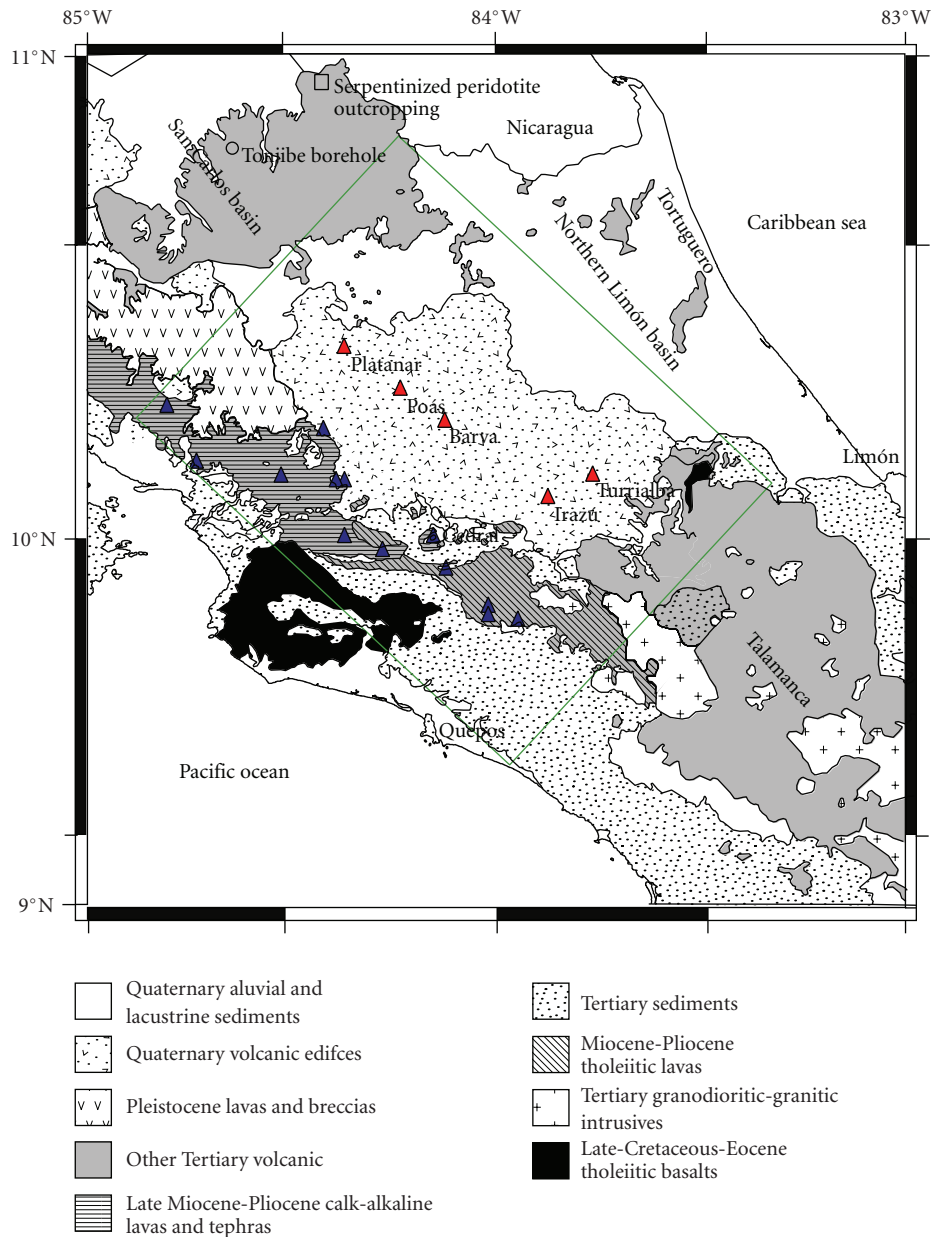 85°W
84°W
83°W
11°N
Serpentinized peridotite
outcropping
Nicaragua
San Carlos basin
Tonjibe borehole
Caribbean sea
Tortuguero
Northern Limón basin
Platanar
Poás
Barva
Limón
Turrialba
Irazú
10°N
Cedral
Talamanca
Quepos
Pacific ocean
9°N
Quaternary aluvial and
lacustrine sediments
Quaternary volcanic edifces
Pleistocene lavas and breccias
Other Tertiary volcanic
Late Miocene-Pliocene calk-alkaline
lavas and tephras
Tertiary sediments
Miocene-Pliocene
tholeiitic lavas
Tertiary granodioritic-granitic
intrusives
Late-Cretaceous-Eocene
tholeiitic basalts